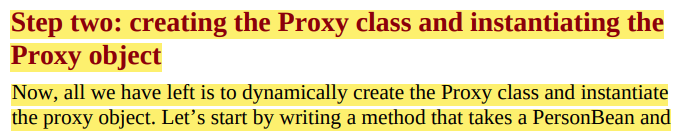 Step two: creating the Proxy class and instantiating the
Proxy object
Now, all we have left is to dynamically create the Proxy class and instantiate
the proxy object. Let’s start by writing a method that takes a PersonBean and